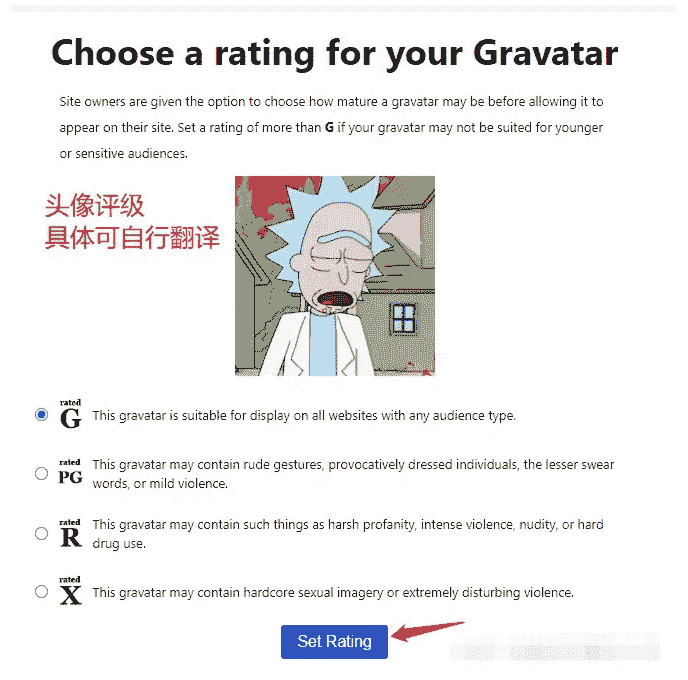 Choose a rating for your Gravatar
Site owners are given the option to choose how mature a gravatar may be before allowing it to
appear on their site. Set a rating of more than G if your gravatar may not be suited for younger
or sensitive audiences.
头像评级
具体可自行翻译
rated
G This gravatar is suitable for display on all websites with any audience type.
rated
PG This gravatar may contain rude gestures, provocatively dressed individuals, the lesser swear
words, or mild violence.
rated
R This gravatar may contain such things as harsh profanity, intense violence, nudity, or hard
drug use.
rated
X This gravatar may contain hardcore sexual imagery or extremely disturbing violence.
Set Rating